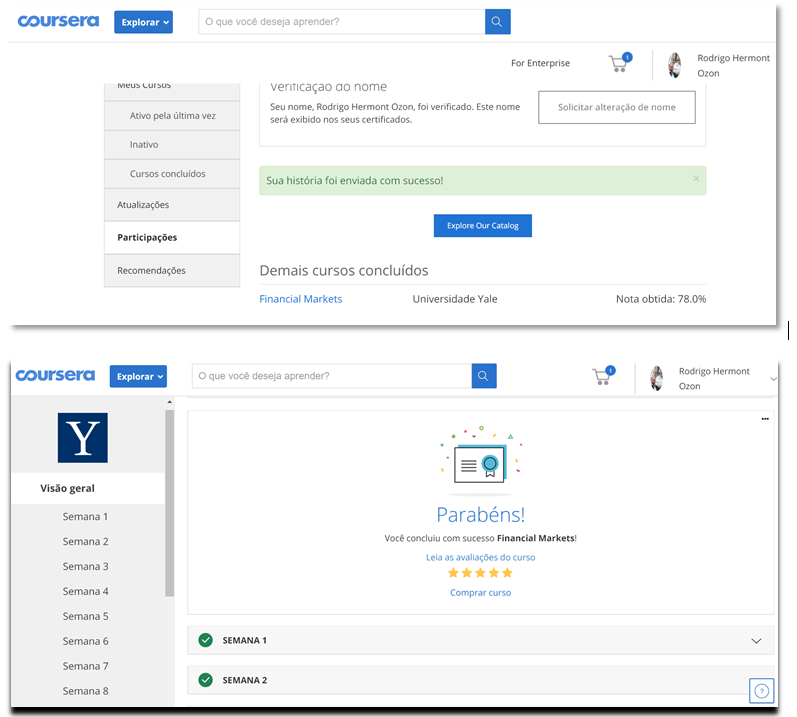 coursera Explorar O que você deseja aprender?
For Enterprise 1 Rodrigo Hermont
Ozon
Meus Cursos
Ativo pela última vez
Inativo
Cursos concluídos
Atualizações
Participações
Recomendações
Verificação do nome
Seu nome, Rodrigo Hermont Ozon, foi verificado. Este nome
será exibido nos seus certificados.
Solicitar alteração de nome
Sua história foi enviada com sucesso! ×
Explore Our Catalog
Demais cursos concluídos
Financial Markets Universidade Yale Nota obtida: 78.0%
coursera Explorar O que você deseja aprender? 1 Rodrigo Hermont
Ozon
Y
Visão geral
Semana 1
Semana 2
Semana 3
Semana 4
Semana 5
Semana 6
Semana 7
Semana 8
Parabéns!
Você concluiu com sucesso Financial Markets!
Leia as avaliações do curso
Comprar curso
SEMANA 1
SEMANA 2
?